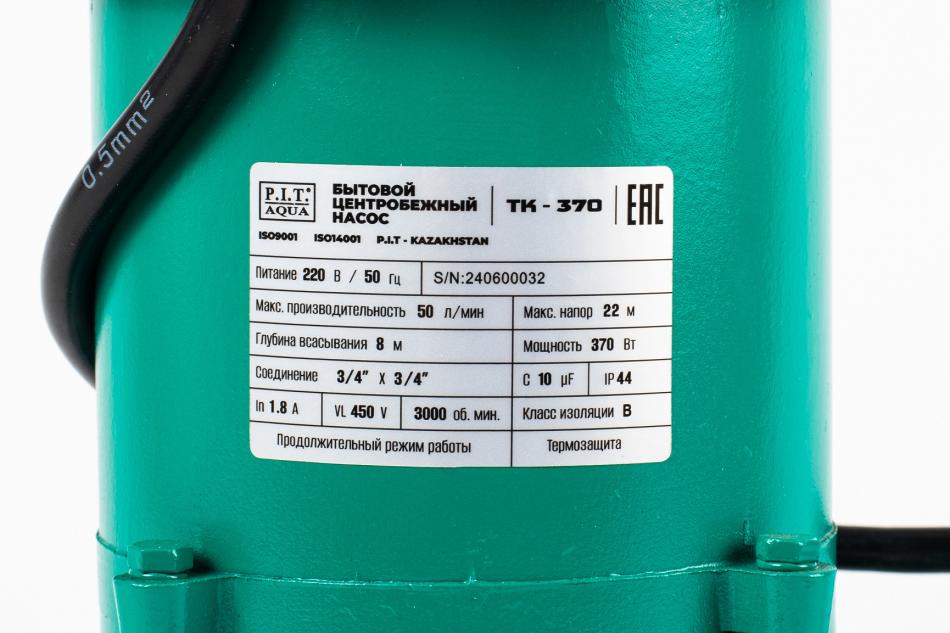 0.5mm²
P.I.T.®
AQUA
БЫТОВОЙ
ЦЕНТРОБЕЖНЫЙ
НАСОС
TK - 370
EAC
ISO9001 ISO14001 P.I.T - KAZAKHSTAN
Питание 220 В / 50 Гц S/N:240600032
Макс. производительность 50 л/мин Макс. напор 22 м
Глубина всасывания 8 м Мощность 370 Вт
Соединение 3/4" X 3/4" C 10 µF IP 44
In 1.8 A VL 450 V 3000 об. мин. Класс изоляции B
Продолжительный режим работы Термозащита